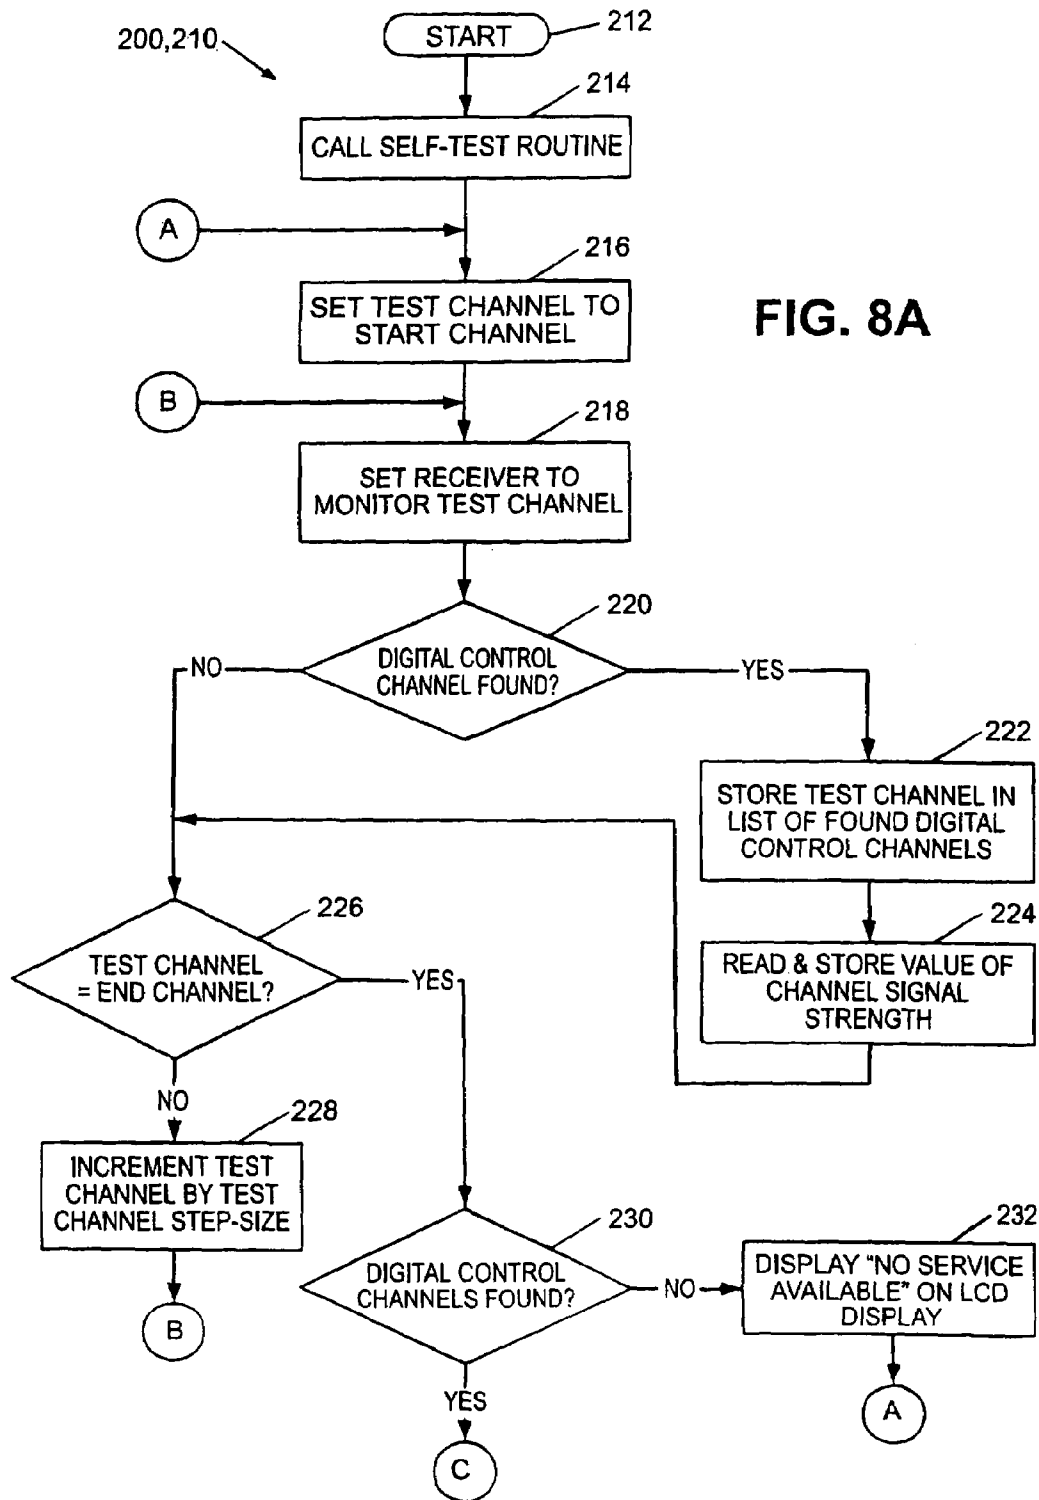 200,210
START
212
214
CALL SELF-TEST ROUTINE
A
216
SET TEST CHANNEL TO
START CHANNEL
FIG. 8A
B
218
SET RECEIVER TO
MONITOR TEST CHANNEL
220
DIGITAL CONTROL
CHANNEL FOUND?
NO
YES
222
STORE TEST CHANNEL IN
LIST OF FOUND DIGITAL
CONTROL CHANNELS
224
READ & STORE VALUE OF
CHANNEL SIGNAL
STRENGTH
226
TEST CHANNEL
= END CHANNEL?
YES
NO
228
INCREMENT TEST
CHANNEL BY TEST
CHANNEL STEP-SIZE
B
230
DIGITAL CONTROL
CHANNELS FOUND?
NO
232
DISPLAY "NO SERVICE
AVAILABLE" ON LCD
DISPLAY
YES
A
C